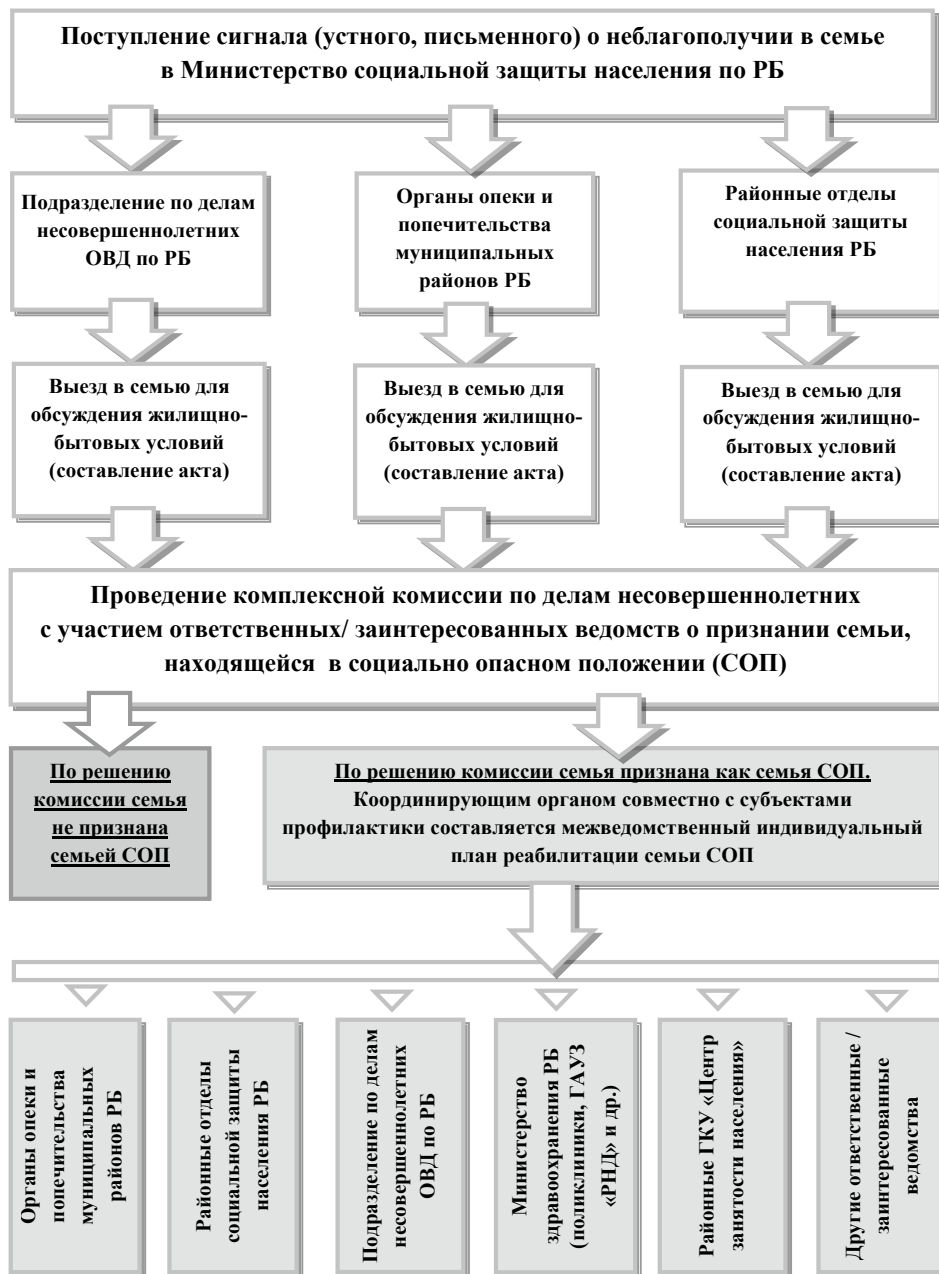 Поступление сигнала (устного, письменного) о неблагополучии в семье
в Министерство социальной защиты населения по РБ
Подразделение по делам
несовершеннолетних
ОВД по РБ
Органы опеки и
попечительства
муниципальных
районов РБ
Районные отделы
социальной защиты
населения РБ
Выезд в семью для
обсуждения жилищно-
бытовых условий
(составление акта)
Выезд в семью для
обсуждения жилищно-
бытовых условий
(составление акта)
Выезд в семью для
обсуждения жилищно-
бытовых условий
(составление акта)
Проведение комплексной комиссии по делам несовершеннолетних
с участием ответственных/ заинтересованных ведомств о признании семьи,
находящейся в социально опасном положении (СОП)
По решению
комиссии семья
не признана
семьей СОП
По решению комиссии семья признана как семья СОП.
Координирующим органом совместно с субъектами
профилактики составляется межведомственный индивидуальный
план реабилитации семьи СОП
Органы опеки и
попечительства
муниципальных
районов РБ
Районные отделы
социальной защиты
населения РБ
Подразделение по делам
несовершеннолетних
ОВД по РБ
Министерство
здравоохранения РБ
(поликлиники, ГАУЗ
«РНД» и др.)
Районные ГКУ «Центр
занятости населения»
Другие ответственные /
заинтересованные
ведомства